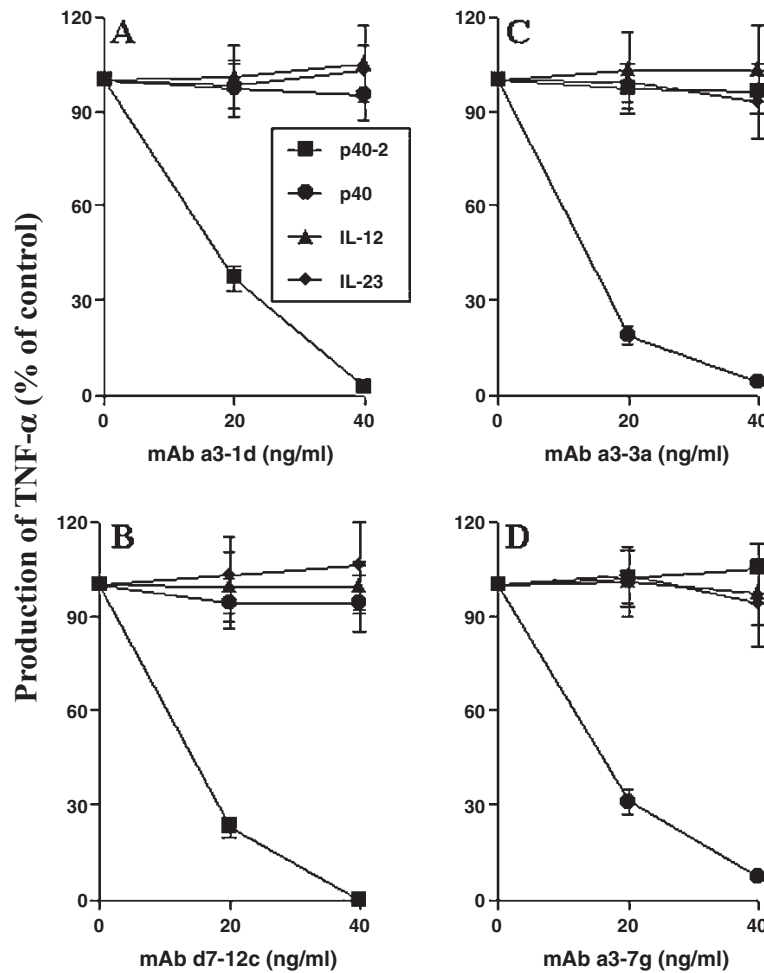 Production of TNF-α (% of control)
A
120
90
60
30
0
0 20 40
mAb a3-1d (ng/ml)
p40-2
p40
IL-12
IL-23
C
120
90
60
30
0
0 20 40
mAb a3-3a (ng/ml)
B
120
90
60
30
0
0 20 40
mAb d7-12c (ng/ml)
D
120
90
60
30
0
0 20 40
mAb a3-7g (ng/ml)